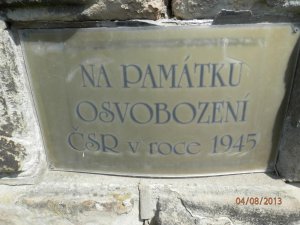 NA PAMÁTKU
OSVOBOZENÍ
ČSR v roce 1945
04/08/2013